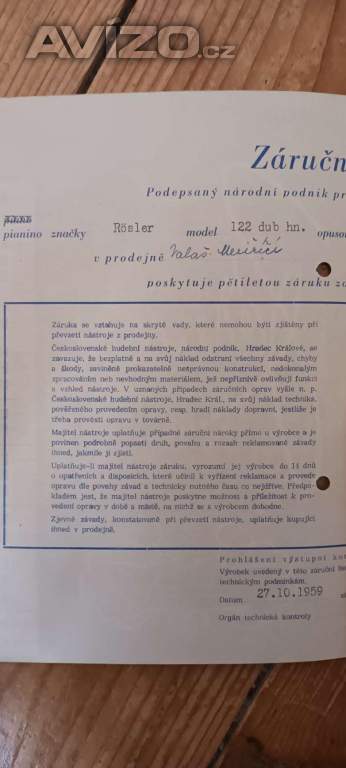 AVÍZO.cz
Záručn
Podepsaný národní podnik pr
pianino značky Rösler model 122 dub hn. opuso
v prodejně Valaš. Meziříčí
poskytuje pětiletou záruku za
Záruka se vztahuje na skryté vady, které nemohou býti zjištěny při
převzetí nástroje z prodejny.
Československé hudební nástroje, národní podnik, Hradec Králové, se
zavazuje, že bezplatně a na svůj náklad odstraní všechny závady, chyby
a škody, zaviněné prokazatelně nesprávnou konstrukcí, nedokonalým
zpracováním neb nevhodným materiálem, jež nepříznivě ovlivňují funkci
a vzhled nástroje. V uznaných případech záručních oprav vyšle n. p.
Československé hudební nástroje, Hradec Král., na svůj náklad technika,
pověřeného provedením opravy, resp. hradí náklady dopravní, jestliže je
třeba provésti opravu v továrně.
Majitel nástroje uplatňuje případné záruční nároky přímo u výrobce a je
povinen podrobně popsati druh, povahu a rozsah reklamované závady
ihned, jakmile ji zjistí.
Uplatňuje-li majitel nástroje záruku, vyrozumí jej výrobce do 14 dnů
o opatřeních a disposicích, které učinil k vyřízení reklamace a provede
opravu dle povahy závad a technicky nutného času co nejdříve. Předpo-
kladem jest, že majitel nástroje poskytne možnost a příležitost k pro-
vedení opravy v době a místě, na nichž se s výrobcem dohodne.
Zjevné závady, konstatované při převzetí nástroje, uplatňuje kupující
ihned v prodejně.
Prohlášení výstupní kon
Výrobek uvedený v této záruční lis
technickým podmínkám.
Datum 27.10.1959
Orgán technické kontroly